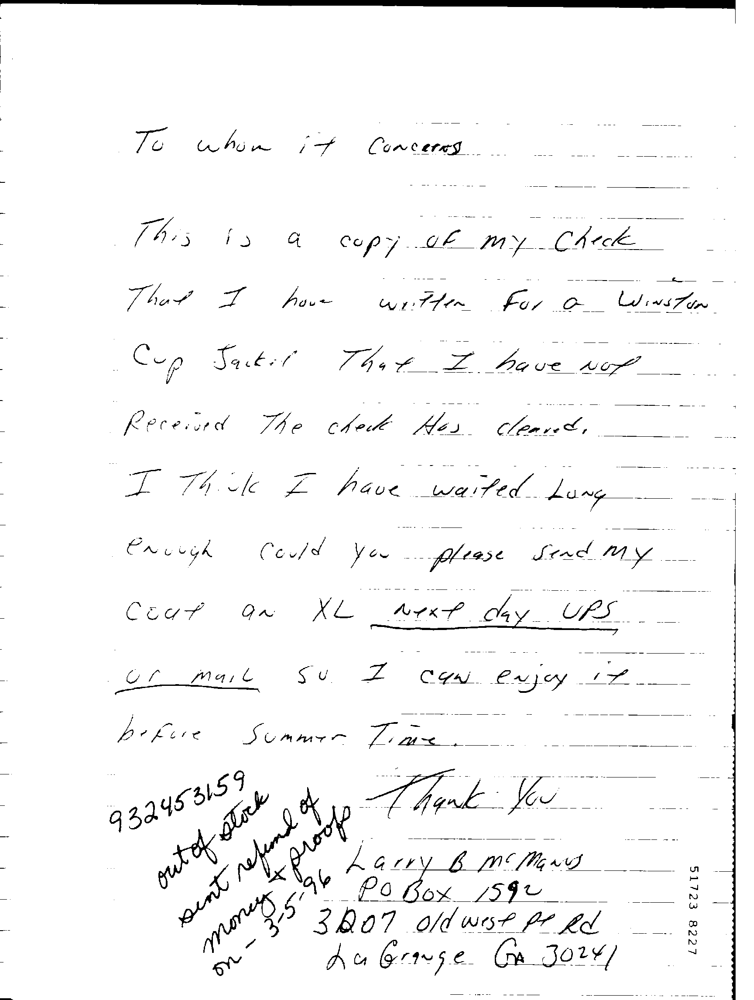 To whom it Concerns
This is a copy of my Check
That I have written For a Winston
Cup Jacket That I have Not
Received The check Has cleared.
I Think I have waited Long
enough Could you please send My
Coat an XL Next day UPS
or mail so I can enjoy it
before Summer Time.
Thank You
932453159
out of stock
sent refund of
money + proofs
on - 3-5-96
Larry B McManus
PO Box 1592
3207 old west Pt Rd
La Grange GA 30241
51723 8227